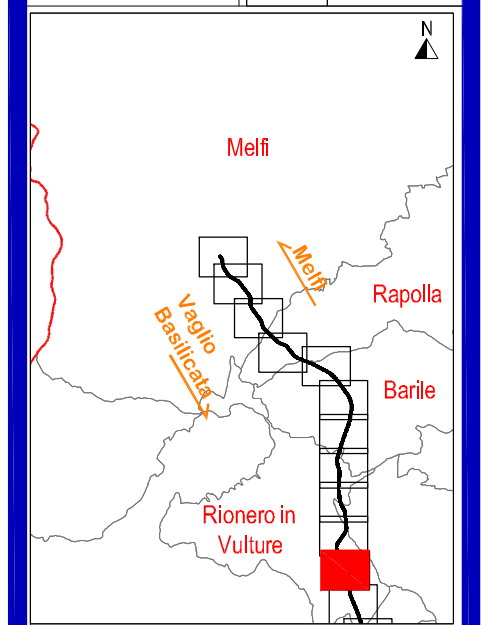 N
Melfi
Melfi
Rapolla
Vaglio
Basilicata
Barile
Rionero in
Vulture